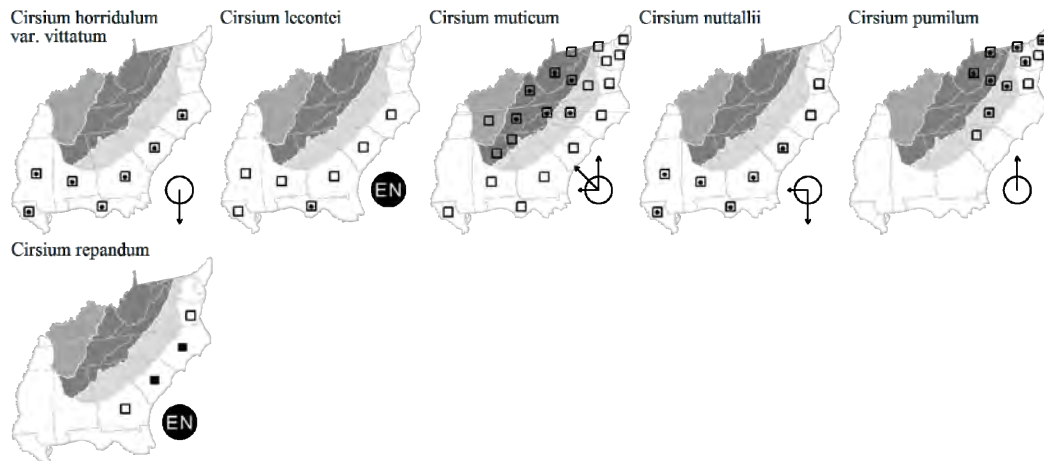 Cirsium horridulum
var. vittatum
Cirsium lecontei
Cirsium muticum
Cirsium nuttallii
Cirsium pumilum
EN
Cirsium repandum
EN